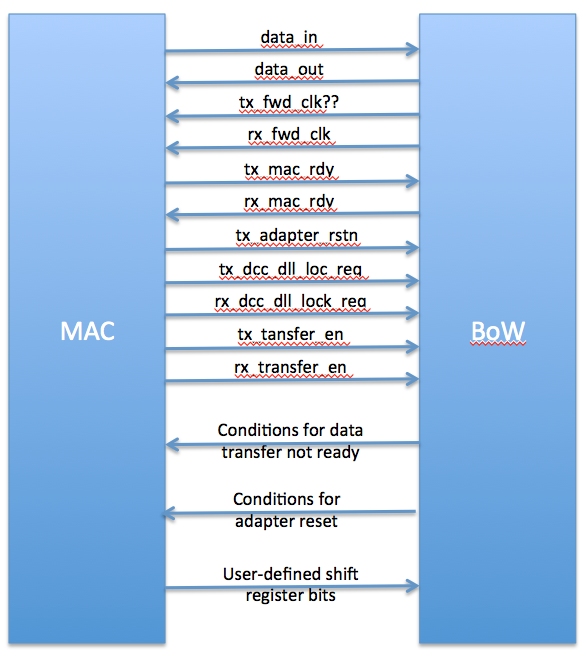 data_in
data_out
tx_fwd_clk??
rx_fwd_clk
tx_mac_rdy
rx_mac_rdy
tx_adapter_rstn
tx_dcc_dll_loc_req
rx_dcc_dll_lock_req
MAC
BoW
tx_tansfer_en
rx_transfer_en
Conditions for data
transfer not ready
Conditions for
adapter reset
User-defined shift
register bits